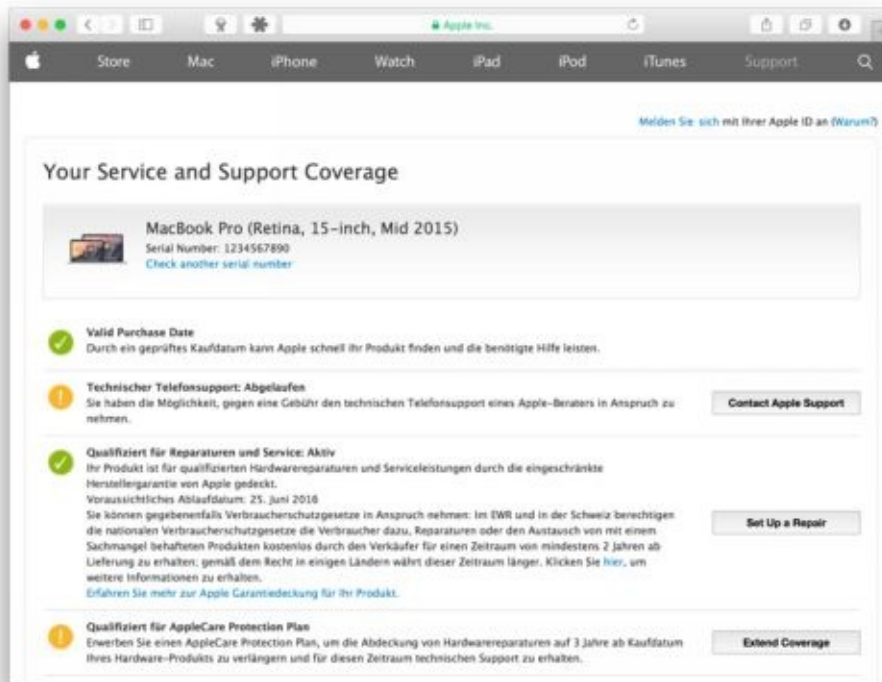 Apple Inc.
Store Mac iPhone Watch iPad iPod iTunes Support
Melden Sie sich mit Ihrer Apple ID an (Warum?)
Your Service and Support Coverage
MacBook Pro (Retina, 15-inch, Mid 2015)
Serial Number: 1234567890
Check another serial number
Valid Purchase Date
Durch ein geprüftes Kaufdatum kann Apple schnell Ihr Produkt finden und die benötigte Hilfe leisten.
Technischer Telefonsupport: Abgelaufen
Sie haben die Möglichkeit, gegen eine Gebühr den technischen Telefonsupport eines Apple-Beraters in Anspruch zu
nehmen.
Contact Apple Support
Qualifiziert für Reparaturen und Service: Aktiv
Ihr Produkt ist für qualifizierten Hardwarereparaturen und Serviceleistungen durch die eingeschränkte
Herstellergarantie von Apple gedeckt.
Voraussichtliches Ablaufdatum: 25. Juni 2016
Sie können gegebenenfalls Verbraucherschutzgesetze in Anspruch nehmen: Im EWR und in der Schweiz berechtigen
die nationalen Verbraucherschutzgesetze die Verbraucher dazu, Reparaturen oder den Austausch von mit einem
Sachmangel behafteten Produkten kostenlos durch den Verkäufer für einen Zeitraum von mindestens 2 Jahren ab
Lieferung zu erhalten; gemäß dem Recht in einigen Ländern währt dieser Zeitraum länger. Klicken Sie hier, um
weitere Informationen zu erhalten.
Erfahren Sie mehr zur Apple Garantiedeckung für Ihr Produkt.
Set Up a Repair
Qualifiziert für AppleCare Protection Plan
Erwerben Sie einen AppleCare Protection Plan, um die Abdeckung von Hardwarereparaturen auf 3 Jahre ab Kaufdatum
Ihres Hardware-Produkts zu verlängern und für diesen Zeitraum technischen Support zu erhalten.
Extend Coverage